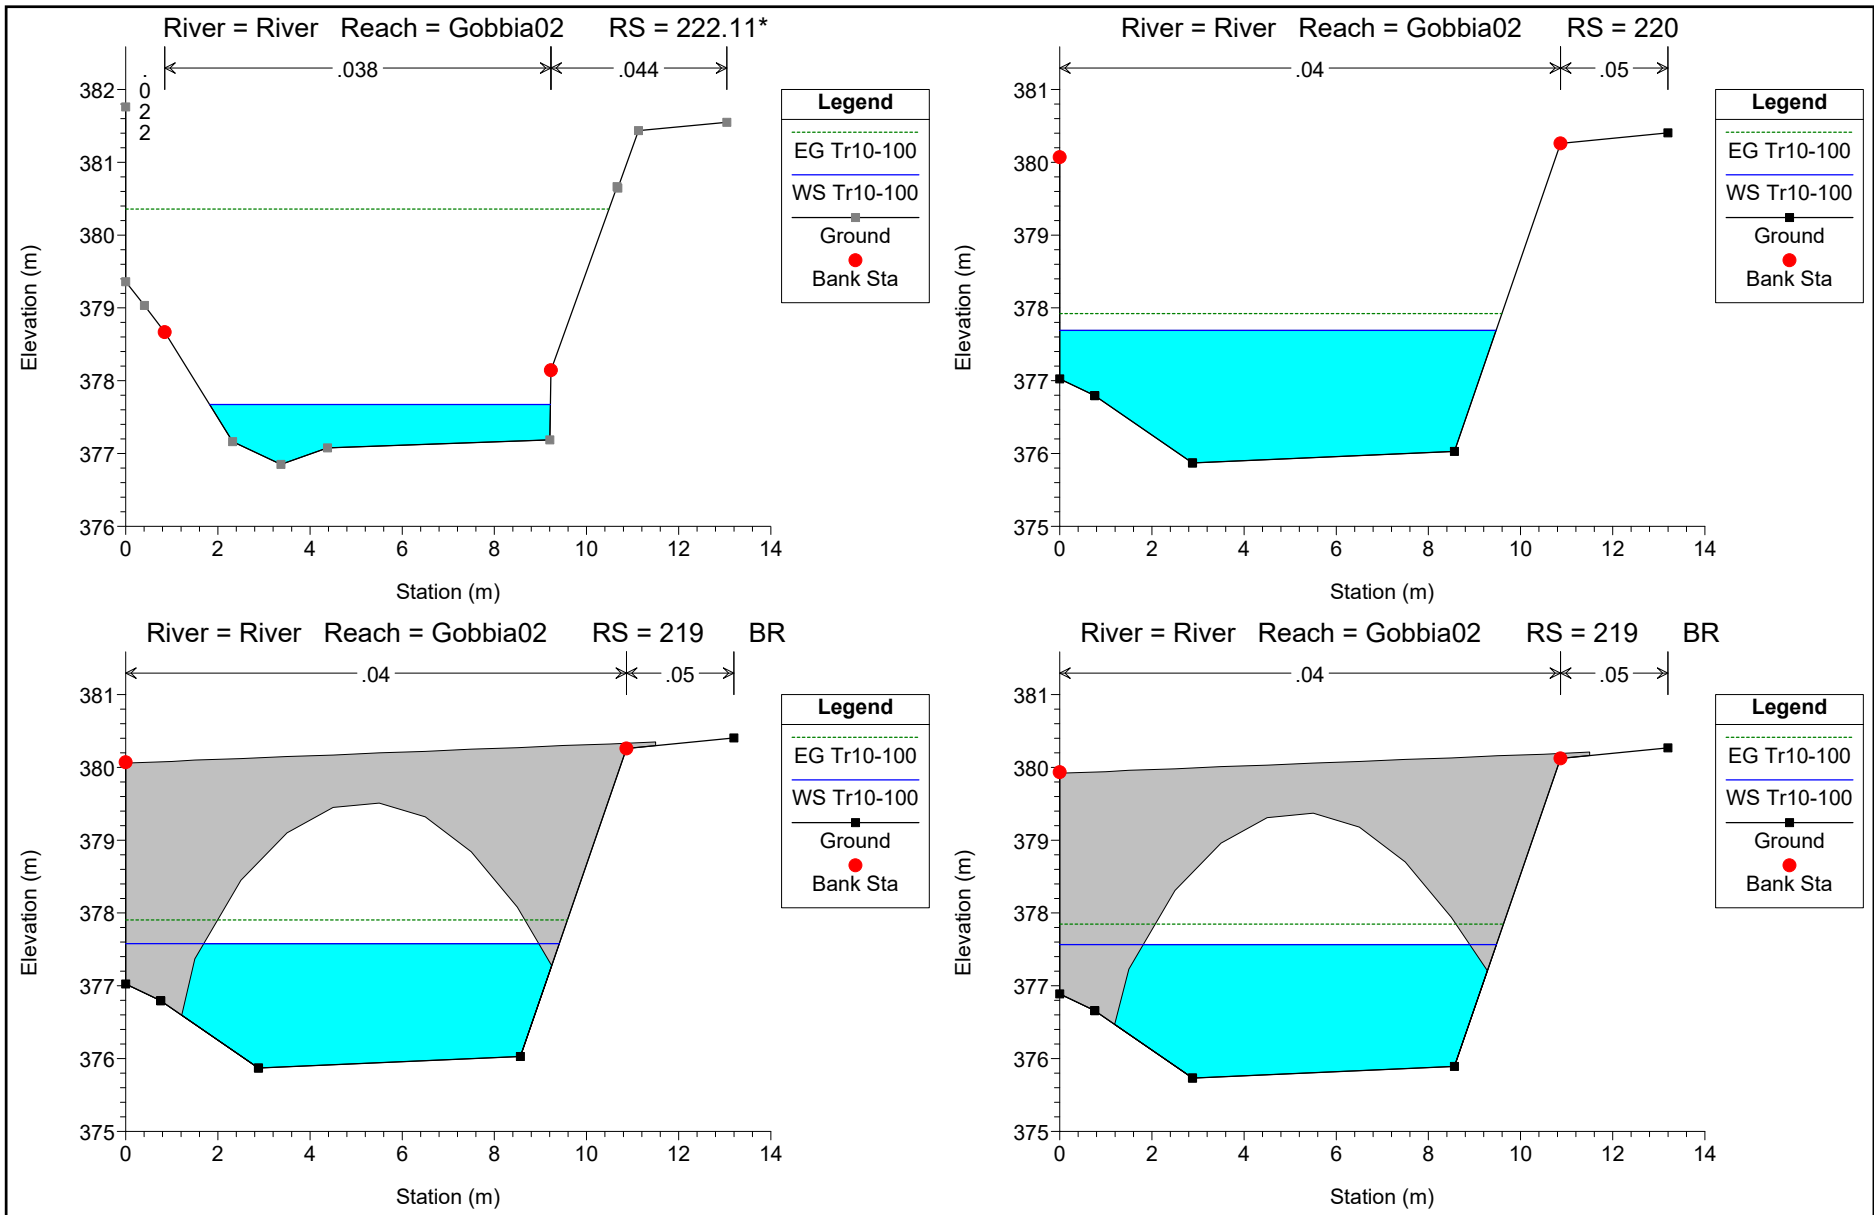 River = River Reach = Gobbia02 RS = 222.11*
.022
.038
.044
382
381
380
379
378
377
376
0 2 4 6 8 10 12 14
Elevation (m)
Station (m)
Legend
EG Tr10-100
WS Tr10-100
Ground
Bank Sta
River = River Reach = Gobbia02 RS = 220
.04
.05
381
380
379
378
377
376
375
0 2 4 6 8 10 12 14
Elevation (m)
Station (m)
Legend
EG Tr10-100
WS Tr10-100
Ground
Bank Sta
River = River Reach = Gobbia02 RS = 219 BR
.04
.05
381
380
379
378
377
376
375
0 2 4 6 8 10 12 14
Elevation (m)
Station (m)
Legend
EG Tr10-100
WS Tr10-100
Ground
Bank Sta
River = River Reach = Gobbia02 RS = 219 BR
.04
.05
381
380
379
378
377
376
375
0 2 4 6 8 10 12 14
Elevation (m)
Station (m)
Legend
EG Tr10-100
WS Tr10-100
Ground
Bank Sta